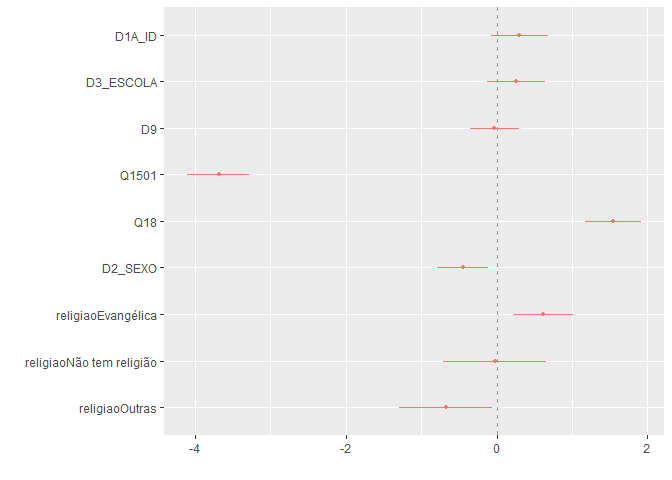 D1A_ID
D3_ESCOLA
D9
Q1501
Q18
D2_SEXO
religiaoEvangélica
religiaoNão tem religião
religiaoOutras
-4 -2 0 2